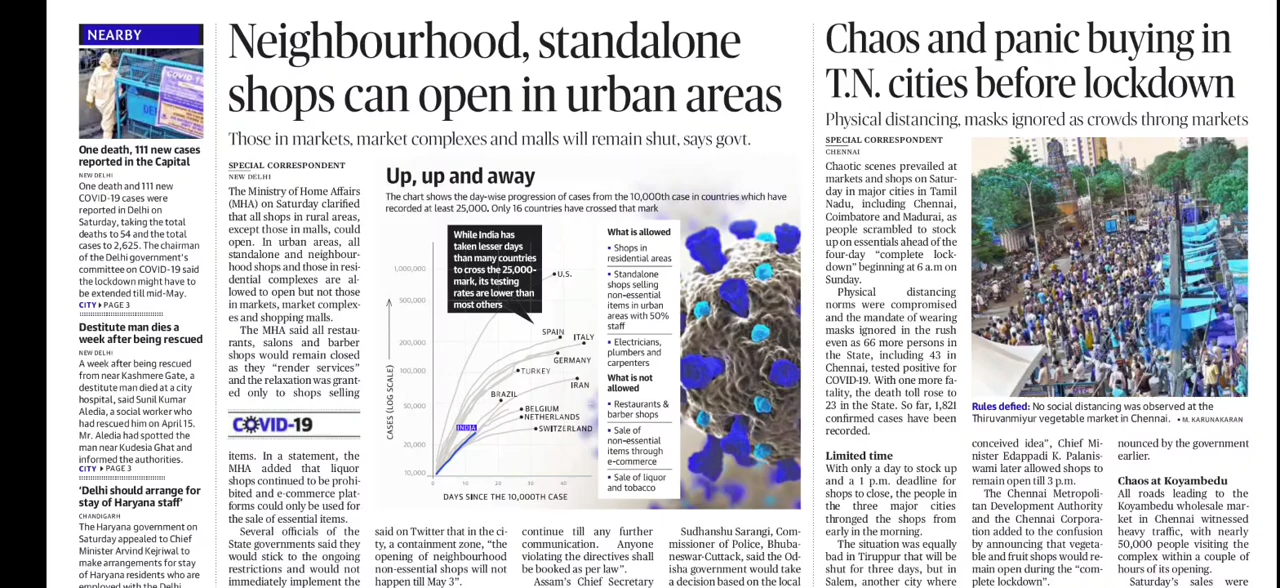 NEARBY
COVID-19
One death, 111 new cases
reported in the Capital
NEW DELHI
One death and 111 new
COVID-19 cases were
reported in Delhi on
Saturday, taking the total
deaths to 54 and the total
cases to 2,625. The chairman
of the Delhi government's
committee on COVID-19 said
the lockdown might have to
be extended till mid-May.
CITY ▸ PAGE 3
Destitute man dies a
week after being rescued
NEW DELHI
A week after being rescued
from near Kashmere Gate, a
destitute man died at a city
hospital, said Sunil Kumar
Aledia, a social worker who
had rescued him on April 15.
Mr. Aledia had spotted the
man near Kudesia Ghat and
informed the authorities.
CITY ▸ PAGE 3
'Delhi should arrange for
stay of Haryana staff'
CHANDIGARH
The Haryana government on
Saturday appealed to Chief
Minister Arvind Kejriwal to
make arrangements for stay
of Haryana residents who are
employed with the Delhi
Neighbourhood, standalone
shops can open in urban areas
Those in markets, market complexes and malls will remain shut, says govt.
SPECIAL CORRESPONDENT
NEW DELHI
The Ministry of Home Affairs
(MHA) on Saturday clarified
that all shops in rural areas,
except those in malls, could
open. In urban areas, all
standalone and neighbour-
hood shops and those in resi-
dential complexes are al-
lowed to open but not those
in markets, market complex-
es and shopping malls.
The MHA said all restau-
rants, salons and barber
shops would remain closed
as they "render services"
and the relaxation was grant-
ed only to shops selling
COVID-19
items. In a statement, the
MHA added that liquor
shops continued to be prohi-
bited and e-commerce plat-
forms could only be used for
the sale of essential items.
Several officials of the
State governments said they
would stick to the ongoing
restrictions and would not
immediately implement the
Up, up and away
The chart shows the day-wise progression of cases from the 10,000th case in countries which have
recorded at least 25,000. Only 16 countries have crossed that mark
While India has
taken lesser days
than many countries
to cross the 25,000-
mark, its testing
rates are lower than
most others
CASES (LOG SCALE)
1,000,000
500,000
200,000
100,000
50,000
20,000
10,000
U.S.
SPAIN
ITALY
GERMANY
TURKEY
IRAN
BRAZIL
BELGIUM
NETHERLANDS
INDIA
SWITZERLAND
0
10
20
30
40
DAYS SINCE THE 10,000TH CASE
What is allowed
• Shops in
residential areas
• Standalone
shops selling
non-essential
items in urban
areas with 50%
staff
• Electricians,
plumbers and
carpenters
What is not
allowed
• Restaurants &
barber shops
• Sale of
non-essential
items through
e-commerce
• Sale of liquor
and tobacco
said on Twitter that in the ci-
ty, a containment zone, "the
opening of neighbourhood
non-essential shops will not
happen till May 3".
continue till any further
communication. Anyone
violating the directives shall
be booked as per law".
Assam's Chief Secretary
Sudhanshu Sarangi, Com-
missioner of Police, Bhuba-
neswar-Cuttack, said the Od-
isha government would take
a decision based on the local
Chaos and panic buying in
T.N. cities before lockdown
Physical distancing, masks ignored as crowds throng markets
SPECIAL CORRESPONDENT
CHENNAI
Chaotic scenes prevailed at
markets and shops on Satur-
day in major cities in Tamil
Nadu, including Chennai,
Coimbatore and Madurai, as
people scrambled to stock
up on essentials ahead of the
four-day "complete lock-
down" beginning at 6 a.m on
Sunday.
Physical distancing
norms were compromised
and the mandate of wearing
masks ignored in the rush
even as 66 more persons in
the State, including 43 in
Chennai, tested positive for
COVID-19. With one more fa-
tality, the death toll rose to
23 in the State. So far, 1,821
confirmed cases have been
recorded.
Limited time
With only a day to stock up
and a 1 p.m. deadline for
shops to close, the people in
the three major cities
thronged the shops from
early in the morning.
The situation was equally
bad in Tiruppur that will be
shut for three days, but in
Salem, another city where
Rules defied: No social distancing was observed at the
Thiruvanmiyur vegetable market in Chennai. • M. KARUNAKARAN
conceived idea", Chief Mi-
nister Edappadi K. Palanis-
wami later allowed shops to
remain open till 3 p.m.
The Chennai Metropoli-
tan Development Authority
and the Chennai Corpora-
tion added to the confusion
by announcing that vegeta-
ble and fruit shops would re-
main open during the "com-
plete lockdown".
nounced by the government
earlier.
Chaos at Koyambedu
All roads leading to the
Koyambedu wholesale mar-
ket in Chennai witnessed
heavy traffic, with nearly
50,000 people visiting the
complex within a couple of
hours of its opening.
Saturday's sales were